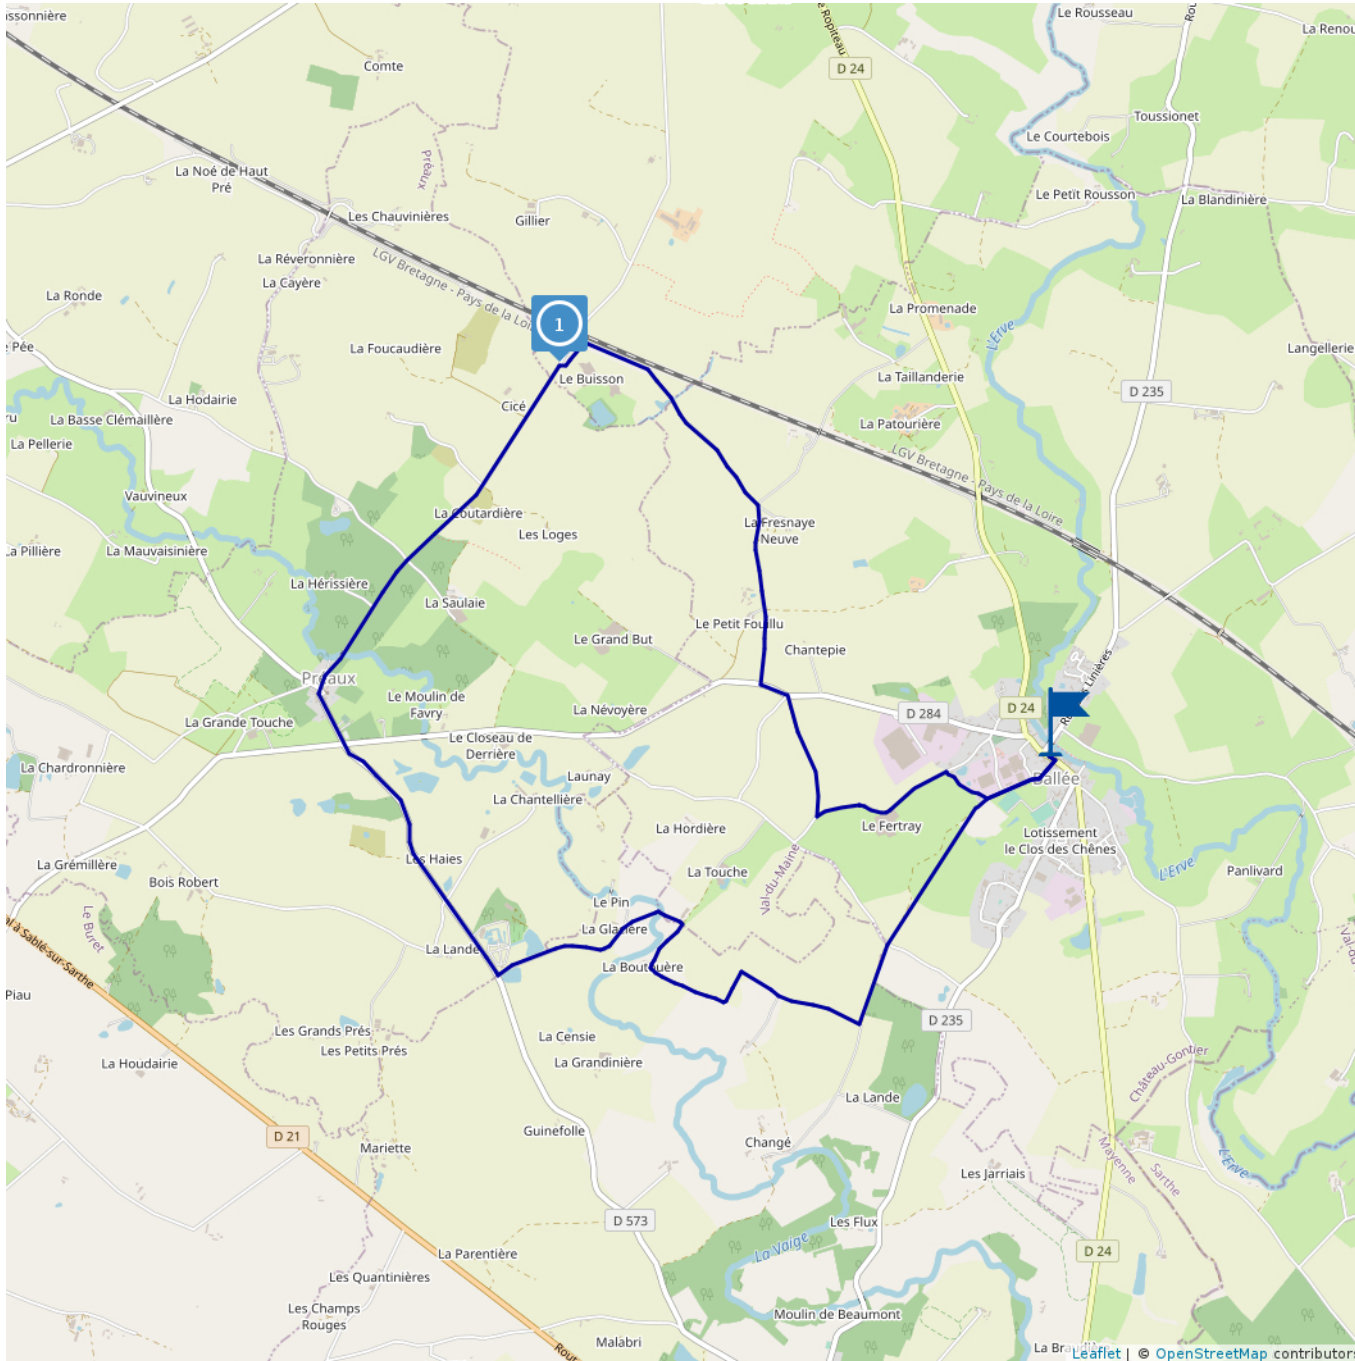 Le Rousseau
D 24
Comte
Toussionet
Le Courtebois
La Noé de Haut
Pré
Préaux
Les Chauvinières
Gillier
Le Petit Rousson
La Blandinière
La Réveronnière
La Cayère
LGV Bretagne - Pays de la Loire
La Ronde
La Promenade
L'Erve
1
La Foucaudière
Le Buisson
La Taillanderie
D 235
La Hodairie
Cicé
La Basse Clémaillère
La Pellerie
La Patourière
LGV Bretagne - Pays de la Loire
Vauvineux
La Coutardière
La Fresnaye
Neuve
Les Loges
La Mauvaisinière
La Hérissière
La Saulaie
Le Petit Fouillu
Le Grand But
Chantepie
Préaux
Le Moulin de
Favry
La Névoyère
D 284
D 24
La Grande Touche
Le Closeau de
Derrière
La Chardronnière
Launay
Ballée
La Chantellière
La Hordière
Le Fertray
Lotissement
le Clos des Chênes
Les Haies
La Grémillère
Bois Robert
La Touche
Val-du-Maine
L'Erve
Panlivard
Le Buret
Le Pin
La Glacière
La Lande
La Boutouère
Les Grands Prés
Les Petits Prés
La Censie
La Grandinière
D 235
La Houdairie
Château-Gontier
La Lande
D 21
Mariette
Guinefolle
Changé
Mayenne
Sarthe
L'Erve
Les Jarriais
D 573
Les Flux
La Vaige
D 24
La Parentière
Les Quantinières
Les Champs
Rouges
Moulin de Beaumont
Malabri
Leaflet | © OpenStreetMap contributors